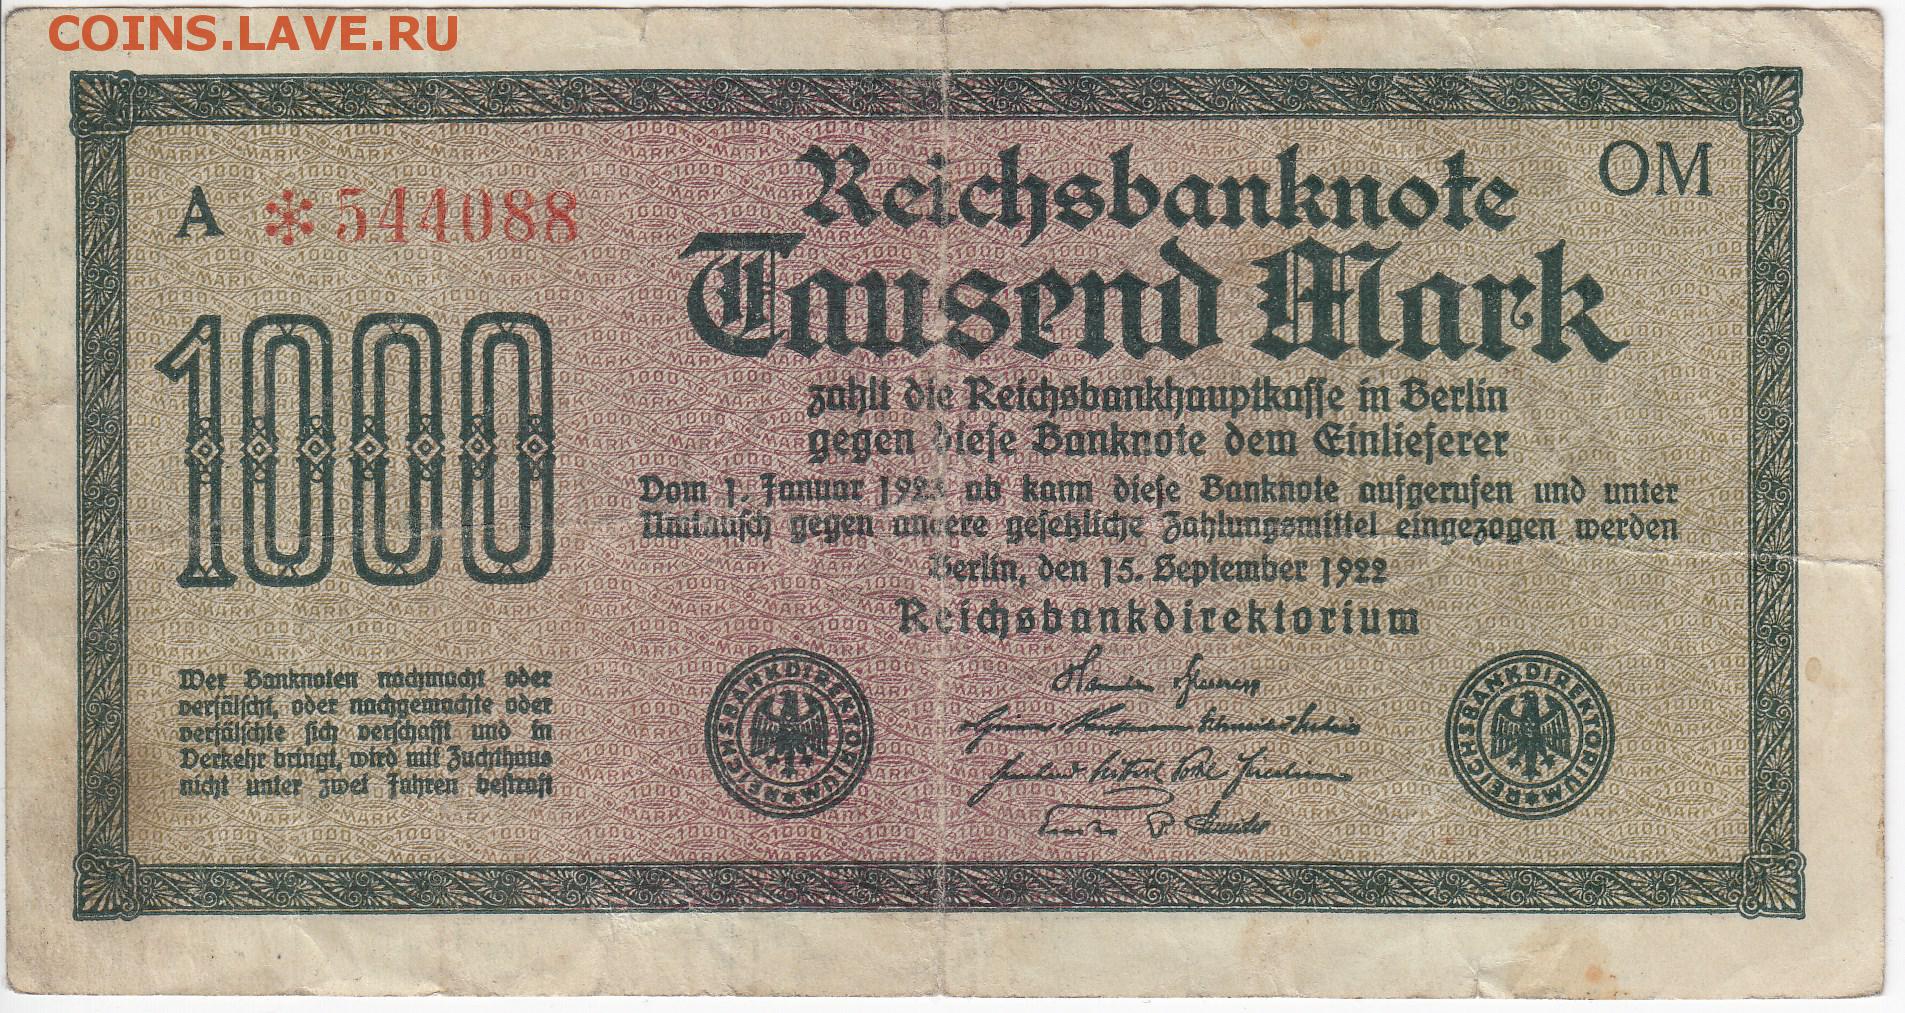 COINS.LAVE.RU
A *544088
OM
Reichsbanknote
Tausend Mark
1000
zahlt die Reichsbankhauptkasse in Berlin
gegen diese Banknote dem Einlieferer
Vom 1. Januar 1923 ab kann diese Banknote aufgerufen und unter
Umtausch gegen andere gesetzliche Zahlungsmittel eingezogen werden
Berlin, den 15. September 1922
Reichsbankdirektorium
Wer Banknoten nachmacht oder
verfälscht, oder nachgemachte oder
verfälschte sich verschafft und in
Verkehr bringt, wird mit Zuchthaus
nicht unter zwei Jahren bestraft
REICHSBANKDIREKTORIUM
REICHSBANKDIREKTORIUM